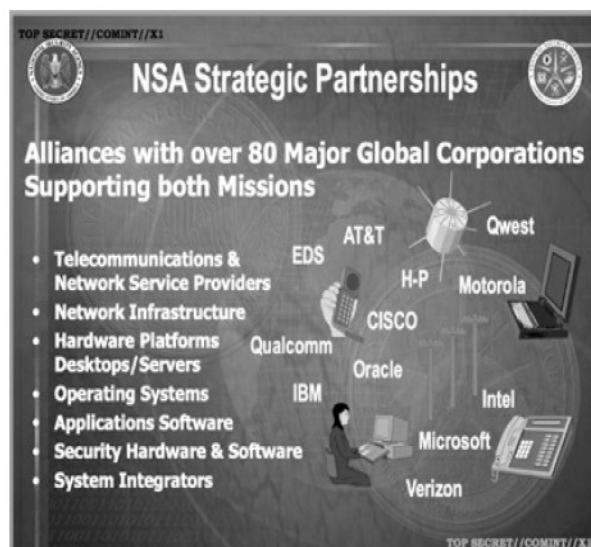 TOP SECRET//COMINT//X1
NSA Strategic Partnerships
Alliances with over 80 Major Global Corporations
Supporting both Missions
• Telecommunications &
Network Service Providers
• Network Infrastructure
• Hardware Platforms
Desktops/Servers
• Operating Systems
• Applications Software
• Security Hardware & Software
• System Integrators
Qwest
AT&T
EDS
H-P
Motorola
CISCO
Qualcomm
Oracle
IBM
Intel
Microsoft
Verizon
TOP SECRET//COMINT//X1